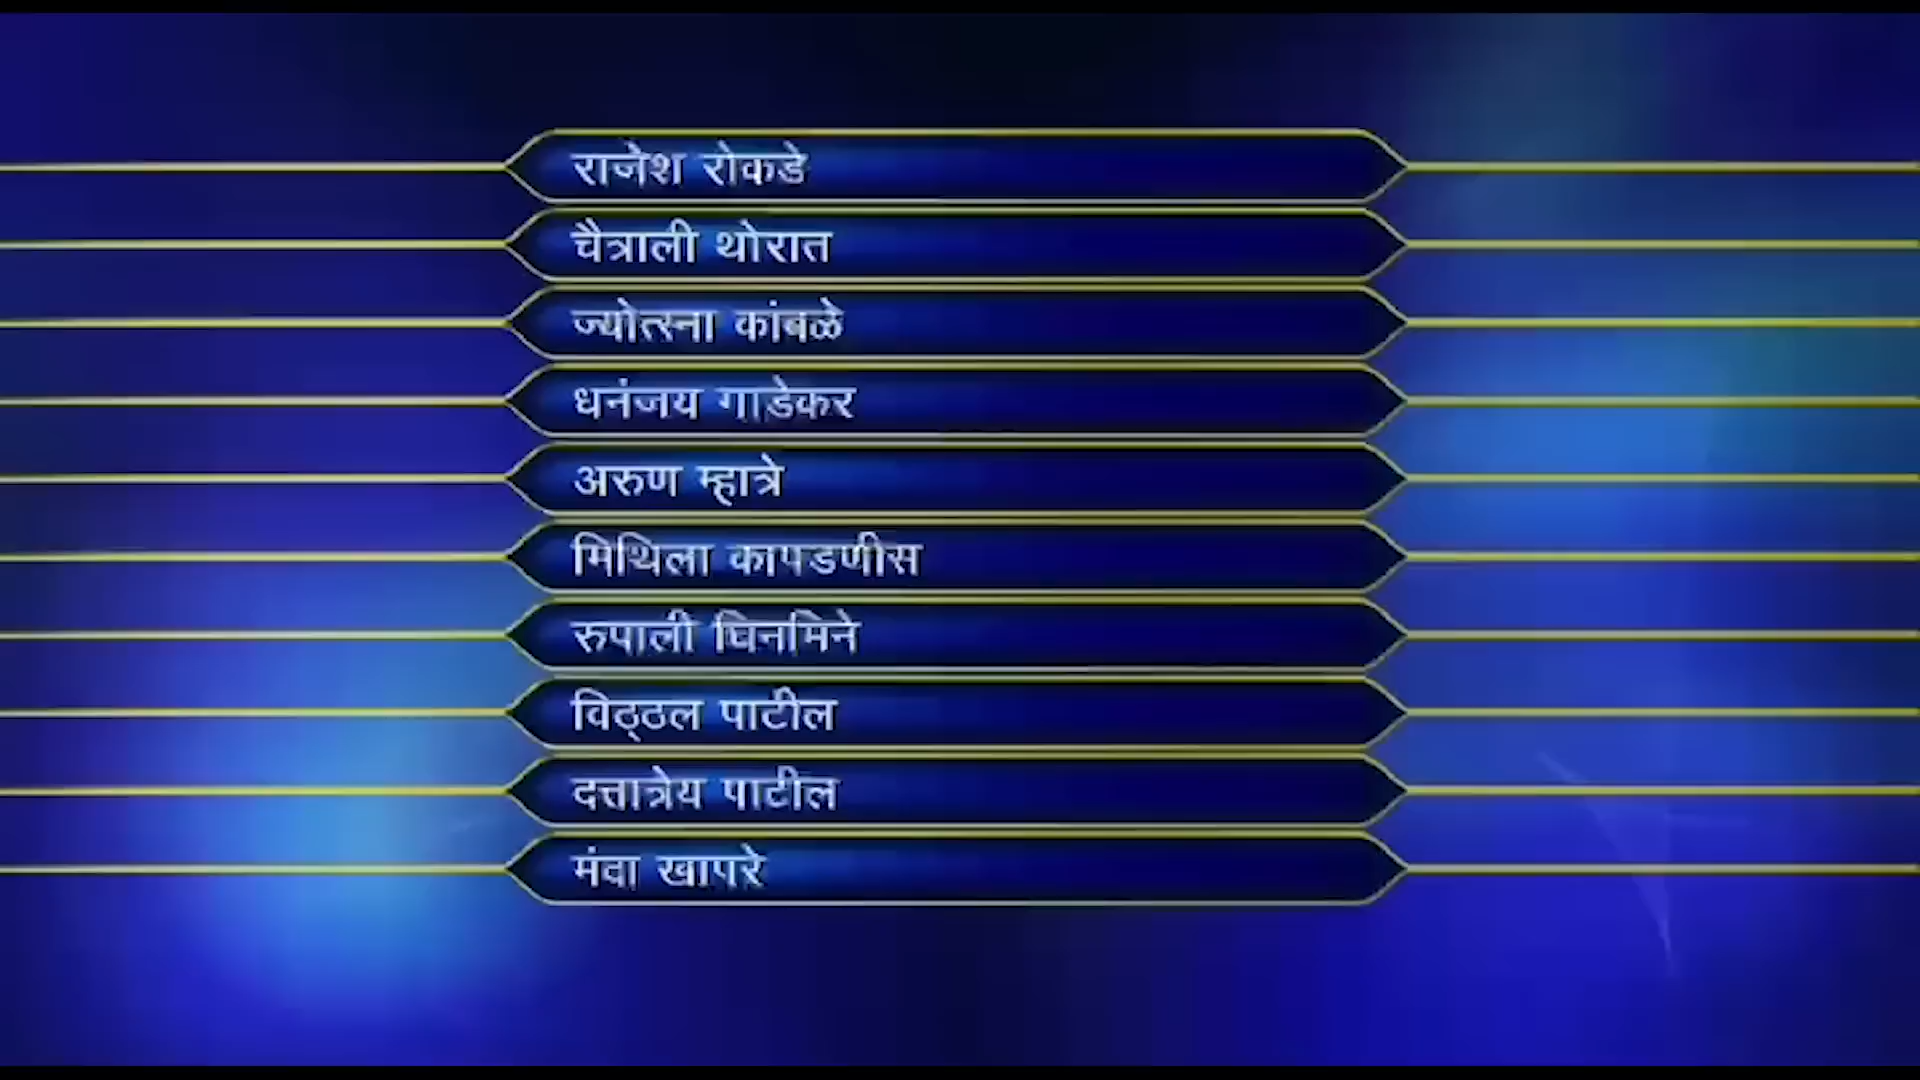 राजेश रोकडे
चैत्राली थोरात
ज्योत्स्ना कांबळे
धनंजय गाडेकर
अरुण म्हात्रे
मिथिला कापडणीस
रुपाली घिनमिने
विठ्ठल पाटील
दत्तात्रेय पाटील
मंदा खापरे